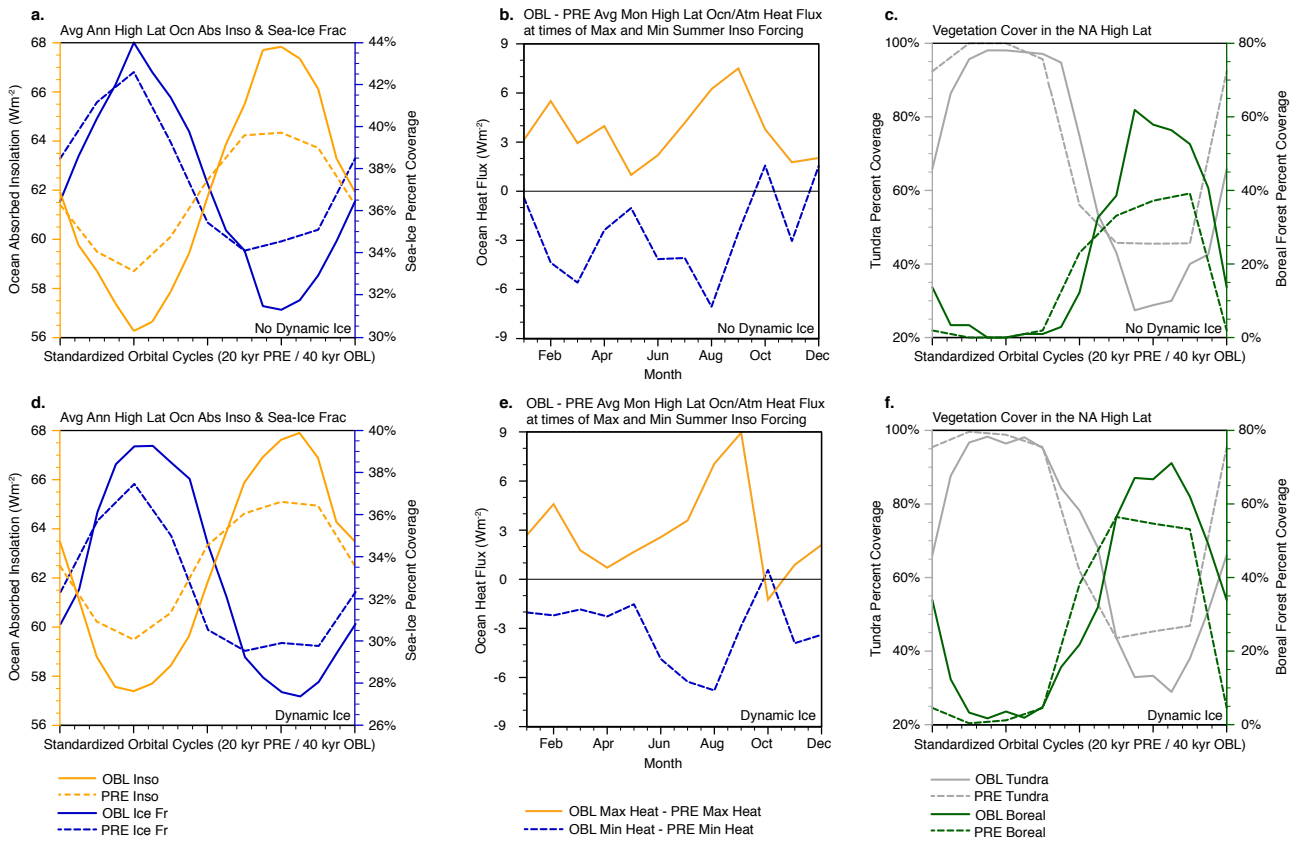 a.
Avg Ann High Lat Ocn Abs Inso & Sea-Ice Frac
68
66
64
62
60
58
56
Ocean Absorbed Insolation (Wm-2)
44%
42%
40%
38%
36%
34%
32%
30%
Sea-Ice Percent Coverage
No Dynamic Ice
Standardized Orbital Cycles (20 kyr PRE / 40 kyr OBL)
b.
OBL - PRE Avg Mon High Lat Ocn/Atm Heat Flux
at times of Max and Min Summer Inso Forcing
9
6
3
0
-3
-6
-9
Ocean Heat Flux (Wm-2)
No Dynamic Ice
Feb Apr Jun Aug Oct Dec
Month
c.
Vegetation Cover in the NA High Lat
100%
80%
60%
40%
20%
Tundra Percent Coverage
80%
60%
40%
20%
0%
Boreal Forest Percent Coverage
No Dynamic Ice
Standardized Orbital Cycles (20 kyr PRE / 40 kyr OBL)
d.
Avg Ann High Lat Ocn Abs Inso & Sea-Ice Frac
68
66
64
62
60
58
56
Ocean Absorbed Insolation (Wm-2)
40%
38%
36%
34%
32%
30%
28%
26%
Sea-Ice Percent Coverage
Dynamic Ice
Standardized Orbital Cycles (20 kyr PRE / 40 kyr OBL)
OBL Inso
PRE Inso
OBL Ice Fr
PRE Ice Fr
e.
OBL - PRE Avg Mon High Lat Ocn/Atm Heat Flux
at times of Max and Min Summer Inso Forcing
9
6
3
0
-3
-6
-9
Ocean Heat Flux (Wm-2)
Dynamic Ice
Feb Apr Jun Aug Oct Dec
Month
OBL Max Heat - PRE Max Heat
OBL Min Heat - PRE Min Heat
f.
Vegetation Cover in the NA High Lat
100%
80%
60%
40%
20%
Tundra Percent Coverage
80%
60%
40%
20%
0%
Boreal Forest Percent Coverage
Dynamic Ice
Standardized Orbital Cycles (20 kyr PRE / 40 kyr OBL)
OBL Tundra
PRE Tundra
OBL Boreal
PRE Boreal